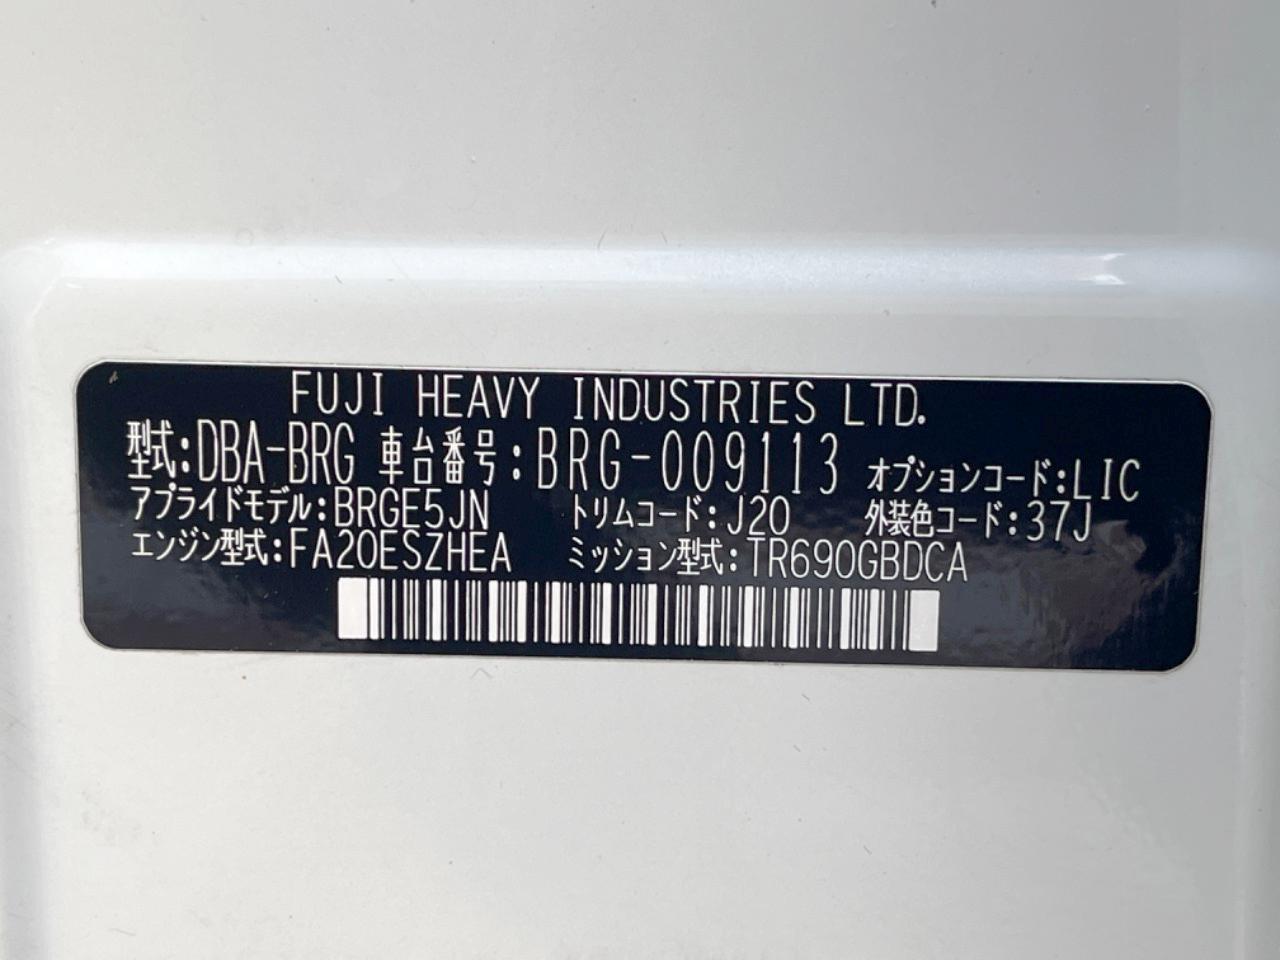 FUJI HEAVY INDUSTRIES LTD.
型式:DBA-BRG 車台番号:BRG-009113 オプションコード:LIC
アプライドモデル:BRGE5JN トリムコード:J20 外装色コード:37J
エンジン型式:FA20ESZHEA ミッション型式:TR690GBDCA